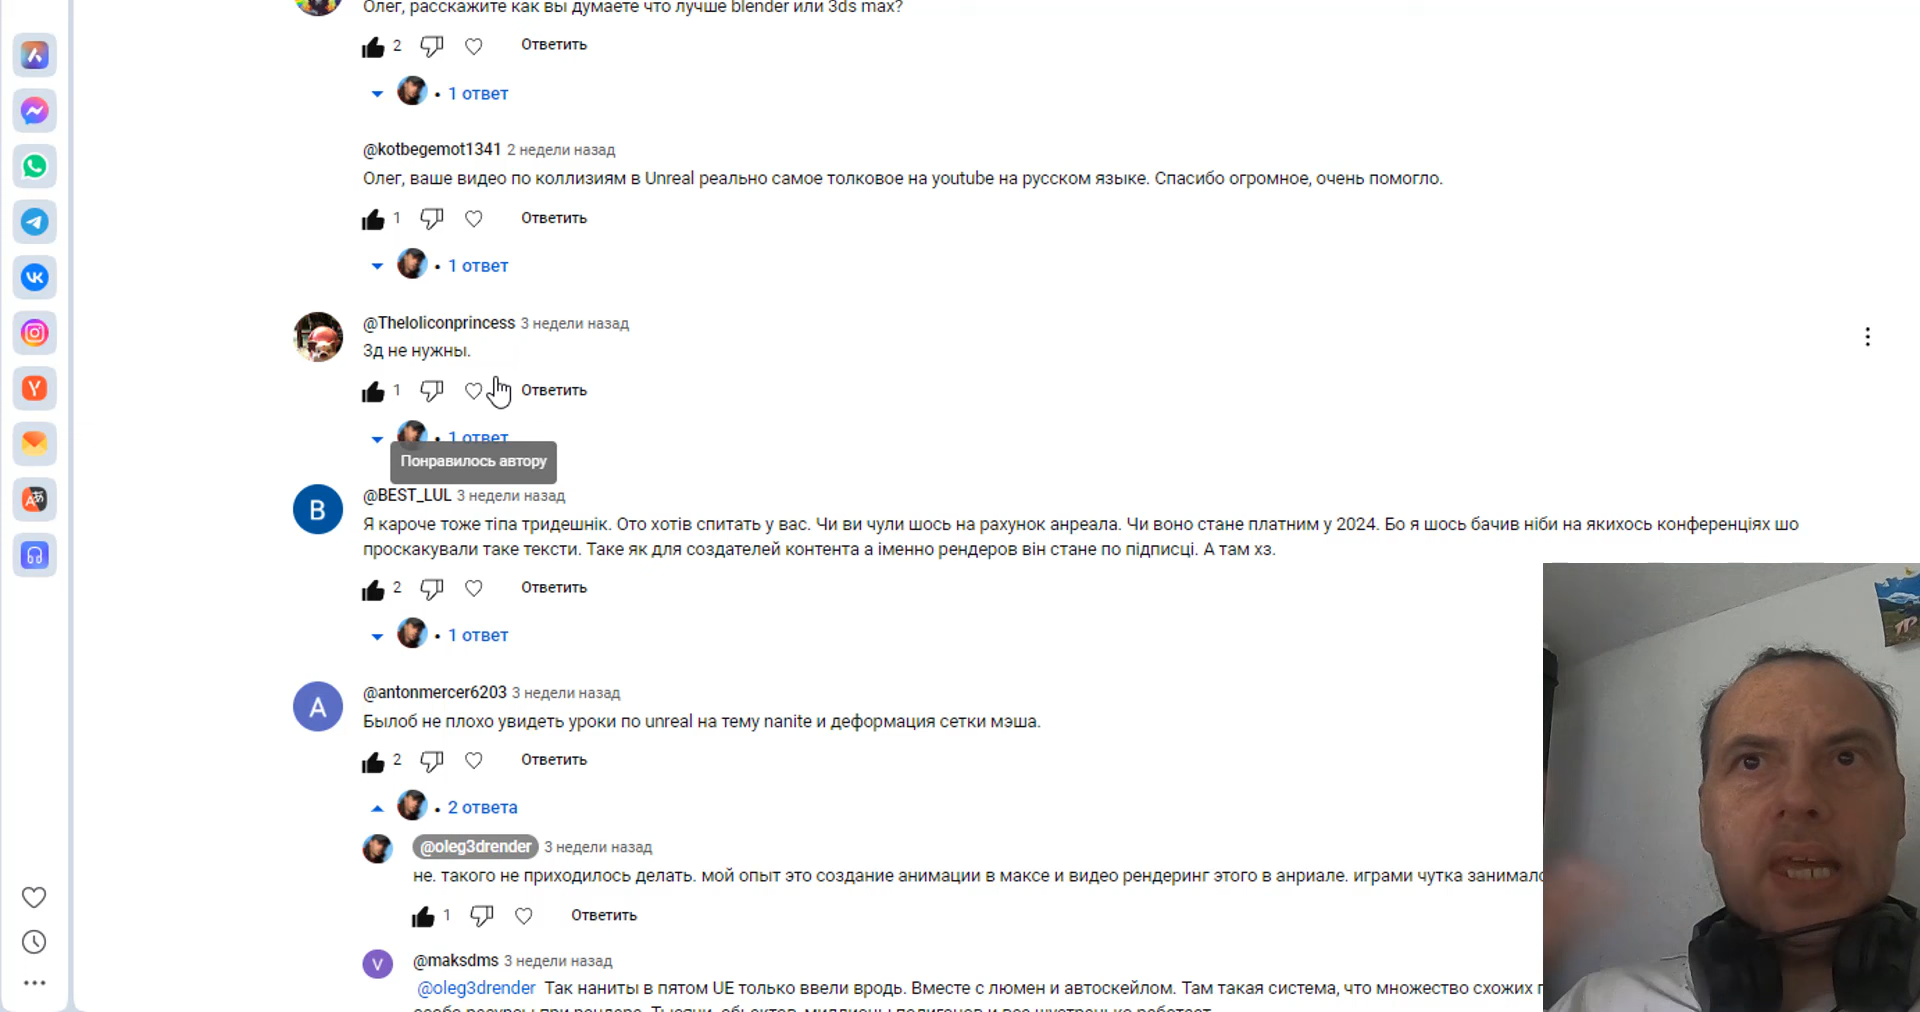 Олег, расскажите как вы думаете что лучше blender или 3ds max?
2 Ответить
• 1 ответ
@kotbegemot1341 2 недели назад
Олег, ваше видео по коллизиям в Unreal реально самое толковое на youtube на русском языке. Спасибо огромное, очень помогло.
1 Ответить
• 1 ответ
@Theloliconprincess 3 недели назад
3д не нужны.
1 Ответить
• 1 ответ
Понравилось автору
B
@BEST_LUL 3 недели назад
Я кароче тоже тіпа тридешнік. Ото хотів спитать у вас. Чи ви чули шось на рахунок анреала. Чи воно стане платним у 2024. Бо я шось бачив ніби на якихось конференціях шо
проскакували таке тексти. Таке як для создателей контента а іменно рендеров він стане по підписці. А там хз.
2 Ответить
• 1 ответ
A
@antonmercer6203 3 недели назад
Былоб не плохо увидеть уроки по unreal на тему nanite и деформация сетки мэша.
2 Ответить
• 2 ответа
@oleg3drender 3 недели назад
не. такого не приходилось делать. мой опыт это создание анимации в максе и видео рендеринг этого в анриале. играми чутка занимало
1 Ответить
V
@maksdms 3 недели назад
@oleg3drender Так наниты в пятом UE только ввели вродь. Вместе с люмен и автоскейлом. Там такая система, что множество схожих